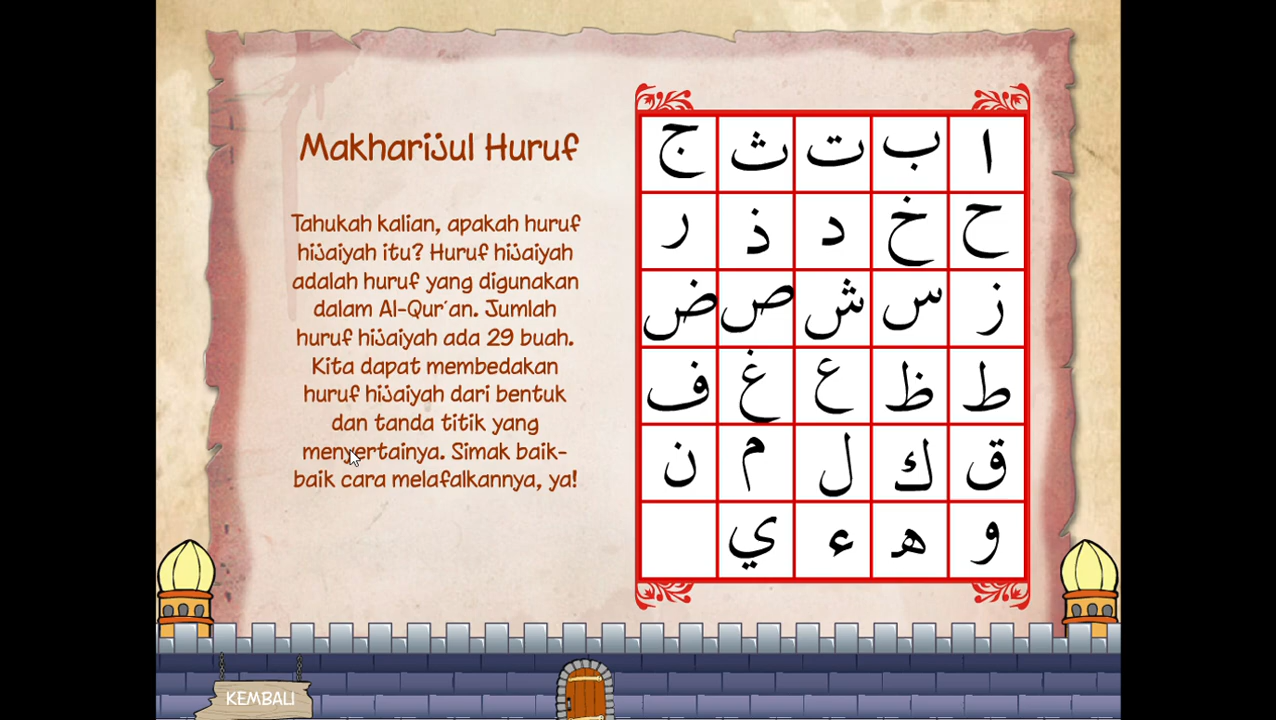 Makharijul Huruf
Tahukah kalian, apakah huruf
hijaiyah itu? Huruf hijaiyah
adalah huruf yang digunakan
dalam Al-Qur'an. Jumlah
huruf hijaiyah ada 29 buah.
Kita dapat membedakan
huruf hijaiyah dari bentuk
dan tanda titik yang
menyertainya. Simak baik-
baik cara melafalkannya, ya!
ا ب ت ث ج
ح خ د ذ ر
ز س ش ص ض
ط ظ ع غ ف
ق ك ل م ن
و ه ء ي
KEMBALI